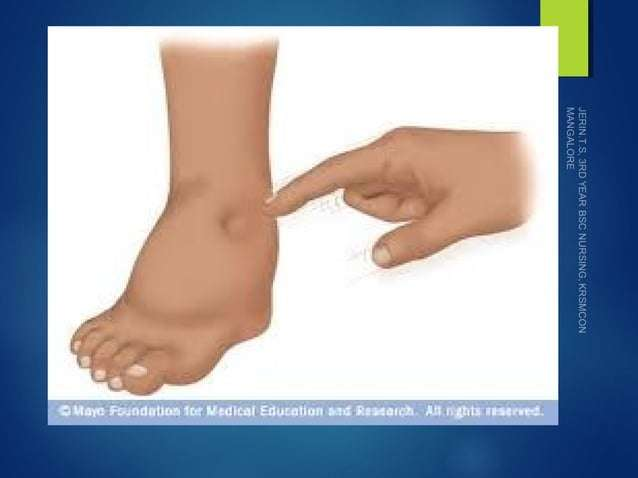 JERIN T.S. 3RD YEAR BSC NURSING, KRSMCON
MANGALORE
©Mayo Foundation for Medical Education and Research. All rights reserved.